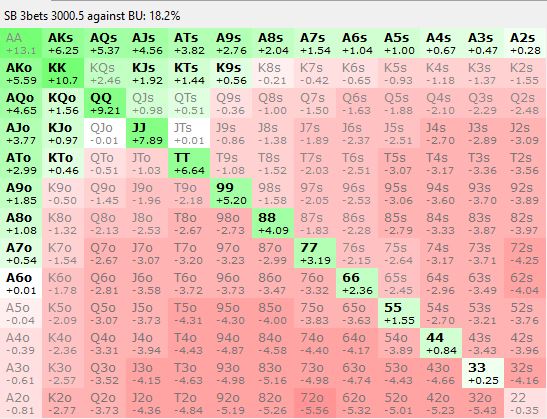 SB 3bets 3000.5 against BU: 18.2%
AA AKs AQs AJs ATs A9s A8s A7s A6s A5s A4s A3s A2s
+13.1 +6.25 +5.37 +4.56 +3.82 +2.76 +2.04 +1.54 +1.04 +1.00 +0.67 +0.47 +0.28
AKo KK KQs KJs KTs K9s K8s K7s K6s K5s K4s K3s K2s
+5.59 +10.7 +2.46 +1.92 +1.44 +0.56 -0.21 -0.42 -0.65 -0.93 -1.18 -1.37 -1.55
AQo KQo QQ QJs QTs Q9s Q8s Q7s Q6s Q5s Q4s Q3s Q2s
+4.65 +1.56 +9.21 +0.98 +0.51 -0.36 -1.00 -1.50 -1.63 -1.88 -2.10 -2.29 -2.48
AJo KJo QJo JJ JTs J9s J8s J7s J6s J5s J4s J3s J2s
+3.77 +0.97 -0.01 +7.89 +0.01 -0.86 -1.38 -1.89 -2.37 -2.51 -2.70 -2.89 -3.09
ATo KTo QTo JTo TT T9s T8s T7s T6s T5s T4s T3s T2s
+2.99 +0.46 -0.51 -1.03 +6.64 -1.08 -1.52 -2.03 -2.51 -3.07 -3.17 -3.36 -3.56
A9o K9o Q9o J9o T9o 99 98s 97s 96s 95s 94s 93s 92s
+1.85 -0.50 -1.45 -1.96 -2.18 +5.20 -1.58 -2.05 -2.53 -3.06 -3.60 -3.70 -3.89
A8o K8o Q8o J8o T8o 98o 88 87s 86s 85s 84s 83s 82s
+1.08 -1.32 -2.13 -2.53 -2.67 -2.73 +4.09 -1.83 -2.28 -2.79 -3.33 -3.87 -3.97
A7o K7o Q7o J7o T7o 97o 87o 77 76s 75s 74s 73s 72s
+0.54 -1.54 -2.67 -3.07 -3.20 -3.23 -2.99 +3.19 -2.15 -2.64 -3.17 -3.71 -4.25
A6o K6o Q6o J6o T6o 96o 86o 76o 66 65s 64s 63s 62s
+0.01 -1.78 -2.81 -3.58 -3.72 -3.73 -3.47 -3.32 +2.36 -2.45 -2.96 -3.49 -4.04
A5o K5o Q5o J5o T5o 95o 85o 75o 65o 55 54s 53s 52s
-0.04 -2.09 -3.07 -3.73 -4.31 -4.30 -4.00 -3.83 -3.63 +1.55 -2.70 -3.21 -3.76
A4o K4o Q4o J4o T4o 94o 84o 74o 64o 54o 44 43s 42s
-0.39 -2.36 -3.31 -3.94 -4.43 -4.87 -4.58 -4.40 -4.17 -3.89 +0.84 -3.43 -3.96
A3o K3o Q3o J3o T3o 93o 83o 73o 63o 53o 43o 33 32s
-0.61 -2.57 -3.52 -4.15 -4.63 -4.98 -5.16 -4.98 -4.74 -4.43 -4.66 +0.25 -4.16
A2o K2o Q2o J2o T2o 92o 82o 72o 62o 52o 42o 32o 22
-0.81 -2.77 -3.73 -4.36 -4.84 -5.19 -5.26 -5.56 -5.32 -5.01 -5.23 -5.43 -0.35